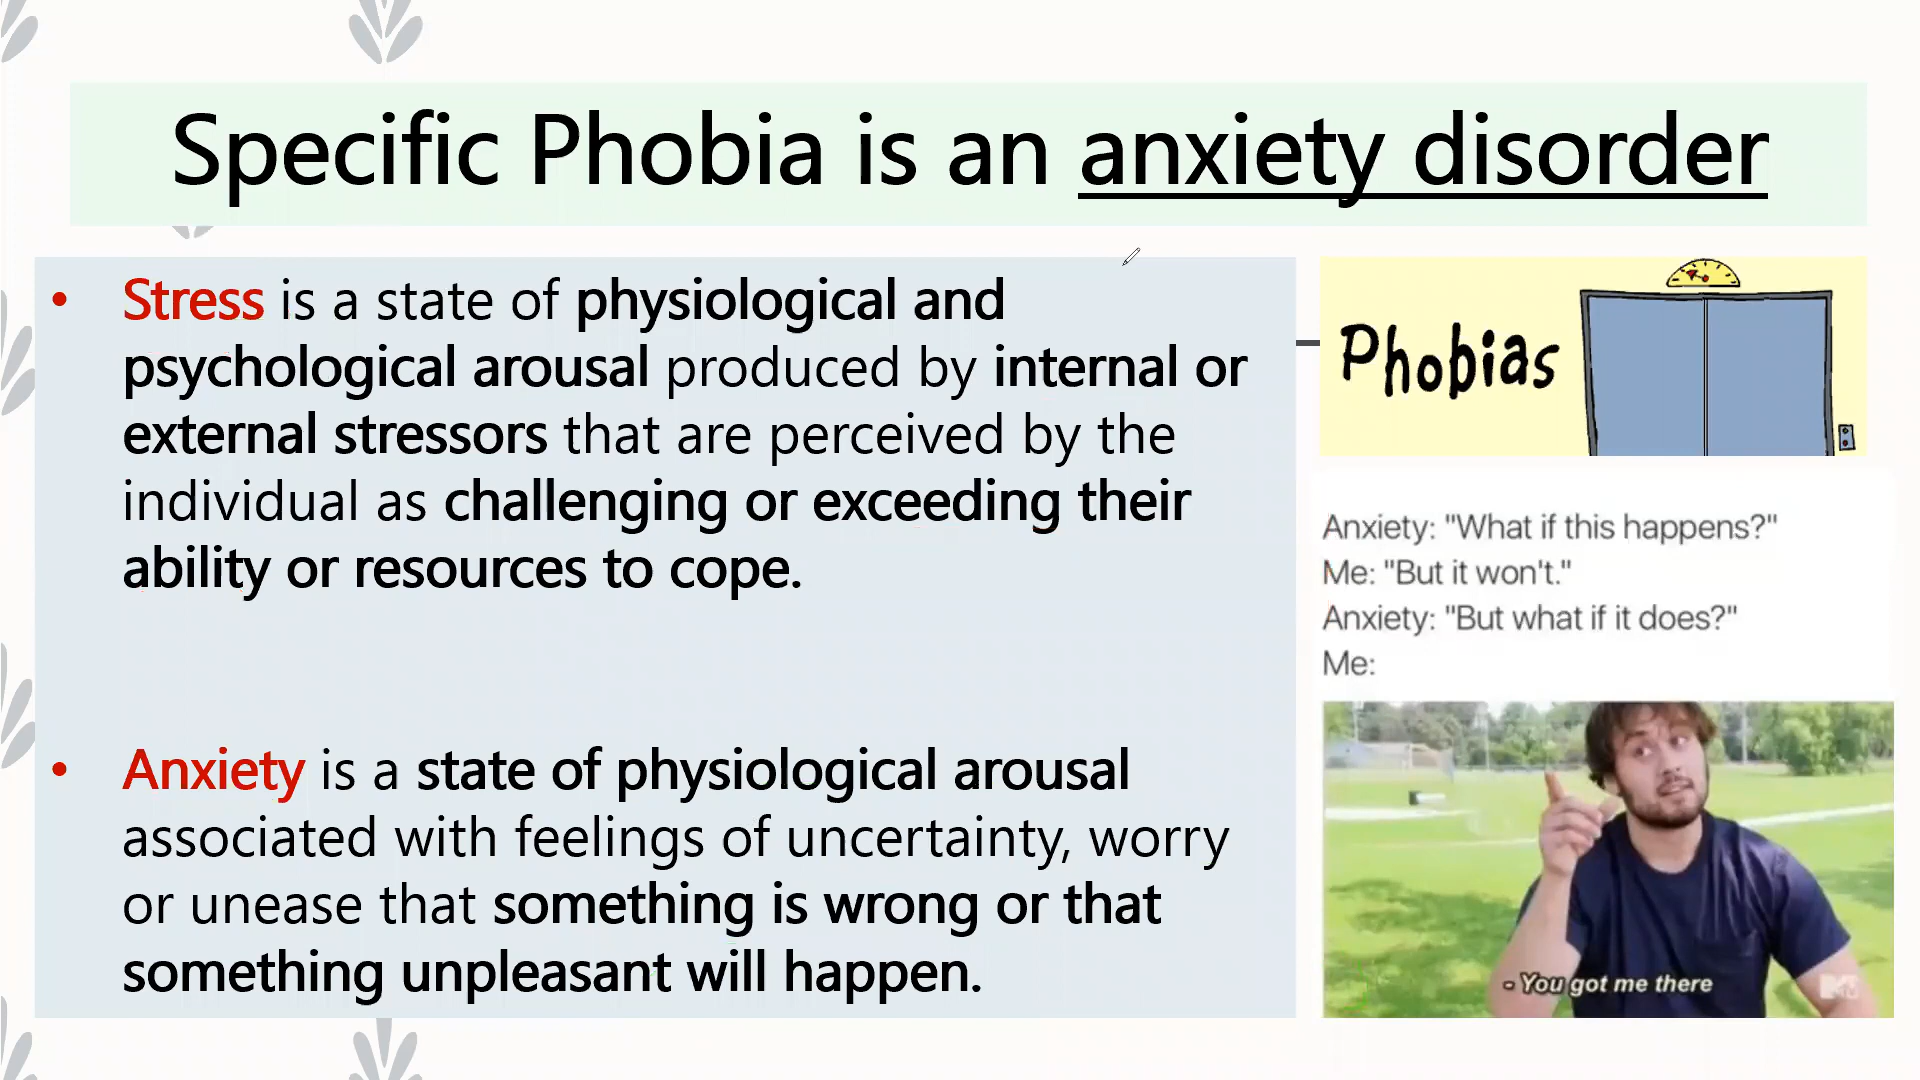 Specific Phobia is an anxiety disorder
• Stress is a state of physiological and
psychological arousal produced by internal or
external stressors that are perceived by the
individual as challenging or exceeding their
ability or resources to cope.
• Anxiety is a state of physiological arousal
associated with feelings of uncertainty, worry
or unease that something is wrong or that
something unpleasant will happen.
Phobias
Anxiety: "What if this happens?"
Me: "But it won't."
Anxiety: "But what if it does?"
Me:
- You got me there
MTV